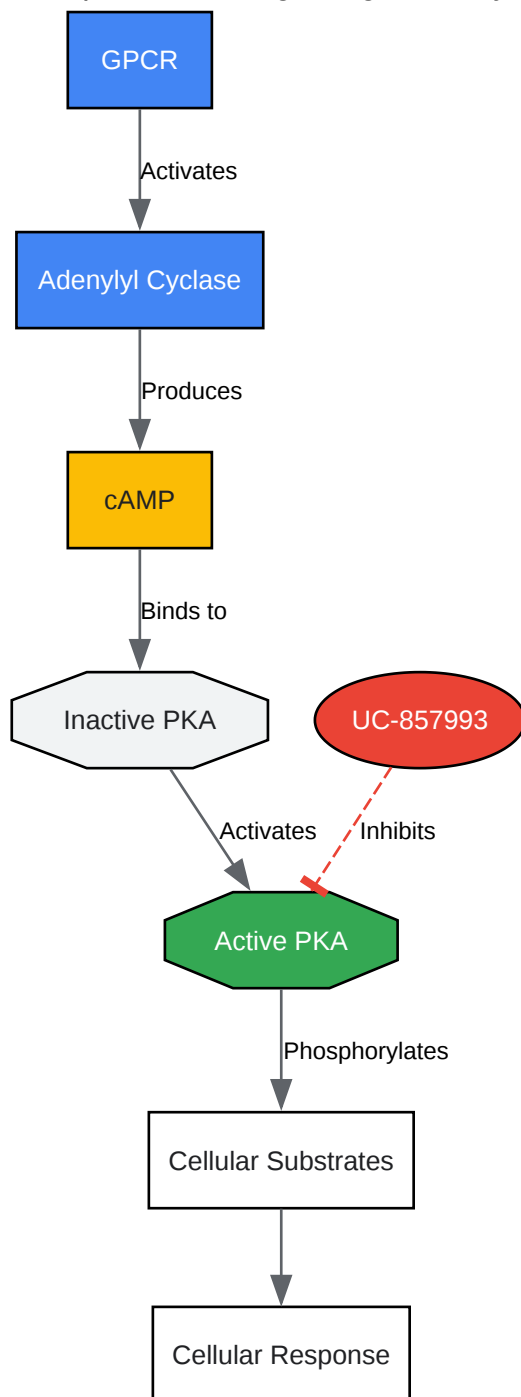 GPCR
Activates
Adenylyl Cyclase
Produces
cAMP
Binds to
Inactive PKA
UC-857993
Activates
Inhibits
Active PKA
Phosphorylates
Cellular Substrates
Cellular Response